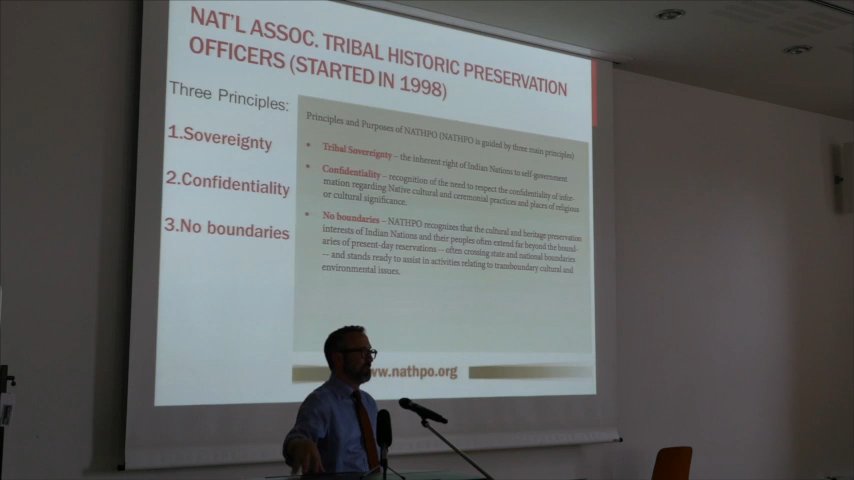 NAT'L ASSOC. TRIBAL HISTORIC PRESERVATION
OFFICERS (STARTED IN 1998)
Three Principles:
1.Sovereignty
2.Confidentiality
3.No boundaries
Principles and Purposes of NATHPO (NATHPO is guided by three main principles)
• Tribal Sovereignty – the inherent right of Indian Nations to self-government
• Confidentiality – recognition of the need to respect the confidentiality of infor-
mation regarding Native cultural and ceremonial practices and places of religious
or cultural significance.
• No boundaries – NATHPO recognizes that the cultural and heritage preservation
interests of Indian Nations and their peoples often extend far beyond the bound-
aries of present-day reservations -- often crossing state and national boundaries
-- and stands ready to assist in activities relating to transboundary cultural and
environmental issues.
ww.nathpo.org